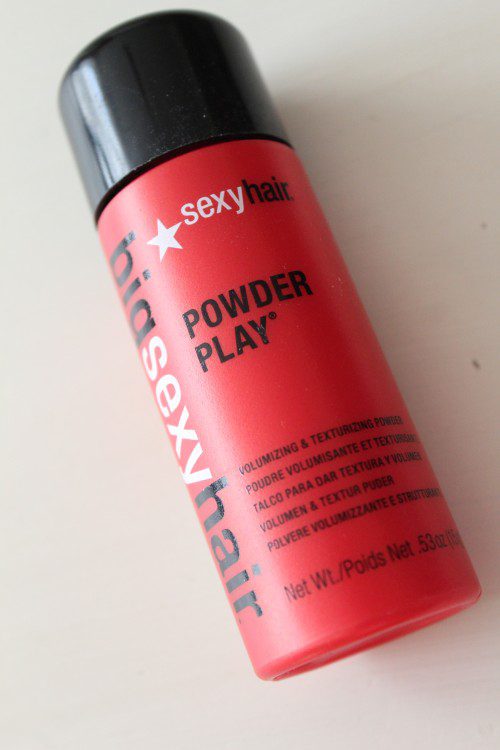 sexyhair.
POWDER
PLAY®
bigsexyhair
VOLUMIZING & TEXTURIZING POWDER
POUDRE VOLUMISANTE ET TEXTURISANTE
TALCO PARA DAR TEXTURA Y VOLUMEN
VOLUMEN & TEXTUR PUDER
POLVERE VOLUMIZZANTE E
Net Wt./Poids Net .53 oz